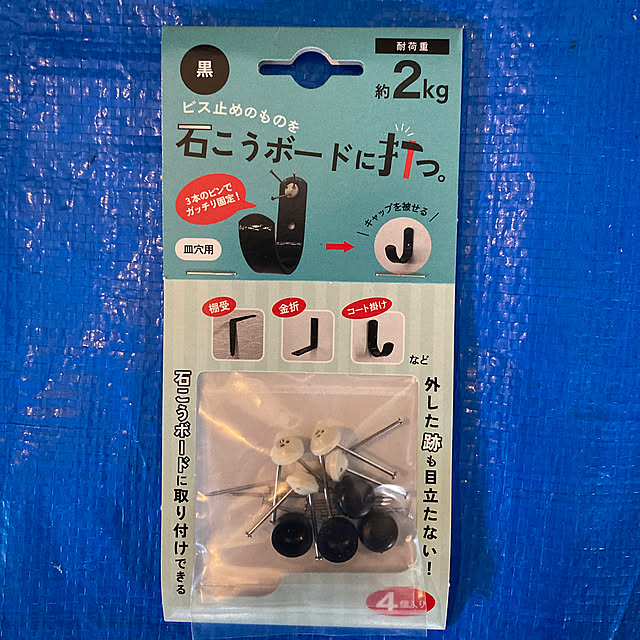 黒
耐荷重
約2kg
ビス止めのものを
石こうボードに打つ。
3本のピンで
ガッチリ固定!
キャップを被せる
皿穴用
棚受
金折
コート掛け
など
石こうボードに取り付けできる
外した跡も目立たない!
4個入り